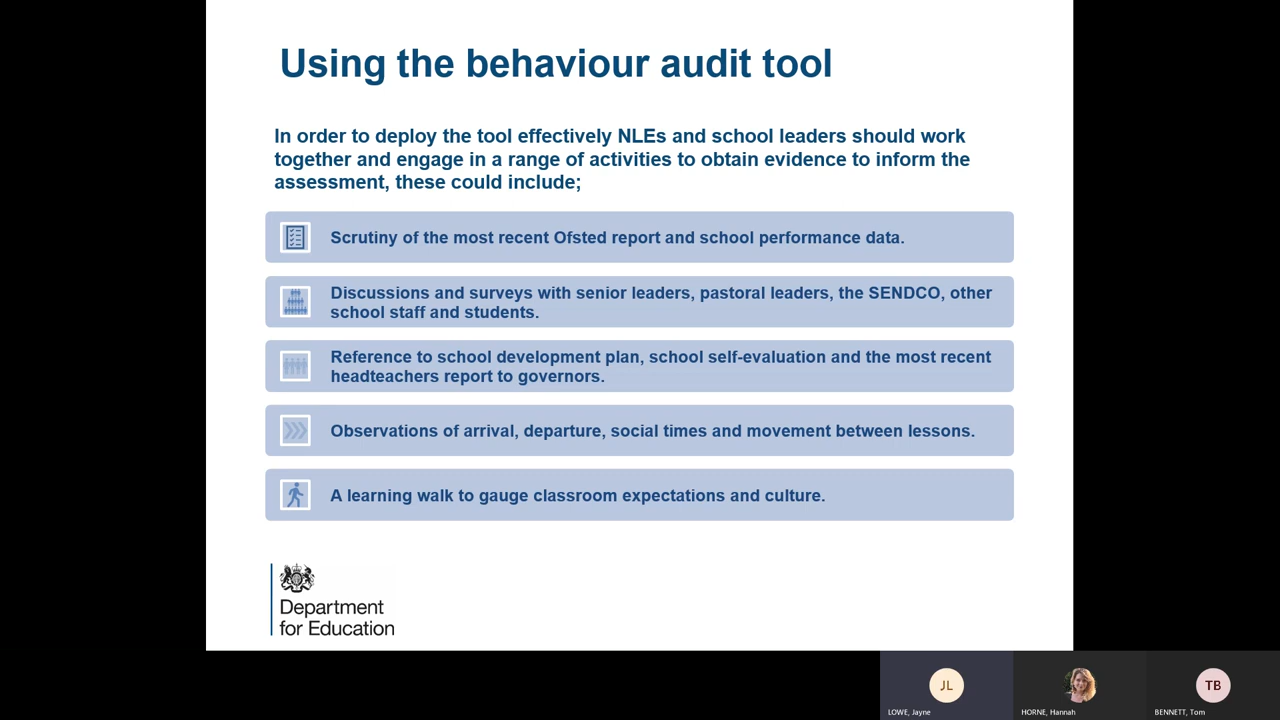 Using the behaviour audit tool
In order to deploy the tool effectively NLEs and school leaders should work
together and engage in a range of activities to obtain evidence to inform the
assessment, these could include;
Scrutiny of the most recent Ofsted report and school performance data.
Discussions and surveys with senior leaders, pastoral leaders, the SENDCO, other
school staff and students.
Reference to school development plan, school self-evaluation and the most recent
headteachers report to governors.
Observations of arrival, departure, social times and movement between lessons.
A learning walk to gauge classroom expectations and culture.
Department
for Education
JL
TB
LOWE, Jayne
HORNE, Hannah
BENNETT, Tom